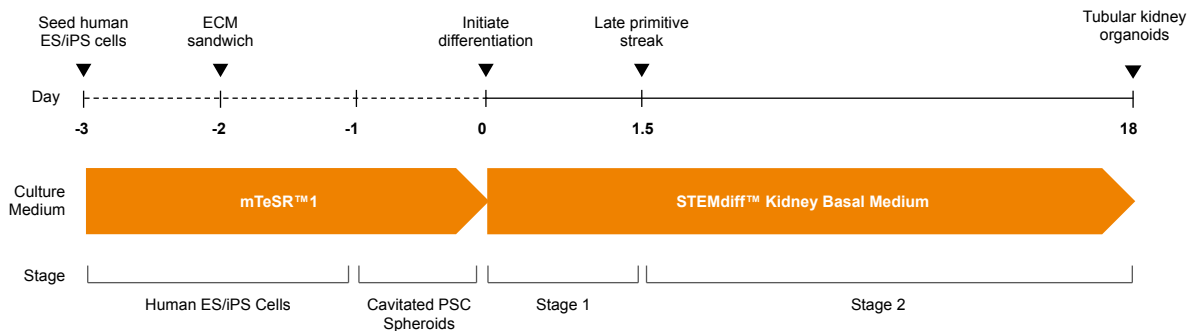 Seed human
ES/iPS cells
ECM
sandwich
Initiate
differentiation
Late primitive
streak
Tubular kidney
organoids
Day
-3
-2
-1
0
1.5
18
Culture
Medium
mTeSR™1
STEMdiff™ Kidney Basal Medium
Stage
Human ES/iPS Cells
Cavitated PSC
Spheroids
Stage 1
Stage 2